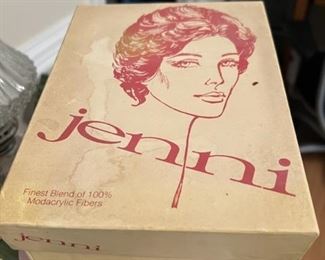 jenni
Finest Blend of 100%
Modacrylic Fibers
jenni